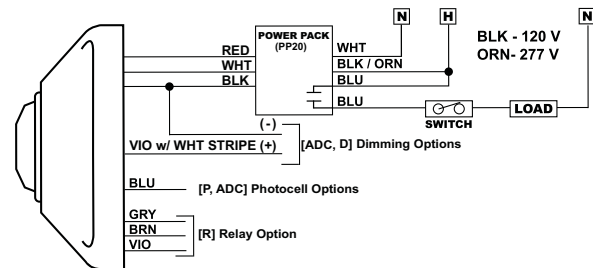 N H N
POWER PACK
(PP20)
BLK - 120 V
ORN- 277 V
RED WHT
WHT BLK / ORN
BLK BLU
BLU
SWITCH
LOAD
(-)
VIO w/ WHT STRIPE (+) [ADC, D] Dimming Options
BLU [P, ADC] Photocell Options
GRY
BRN [R] Relay Option
VIO